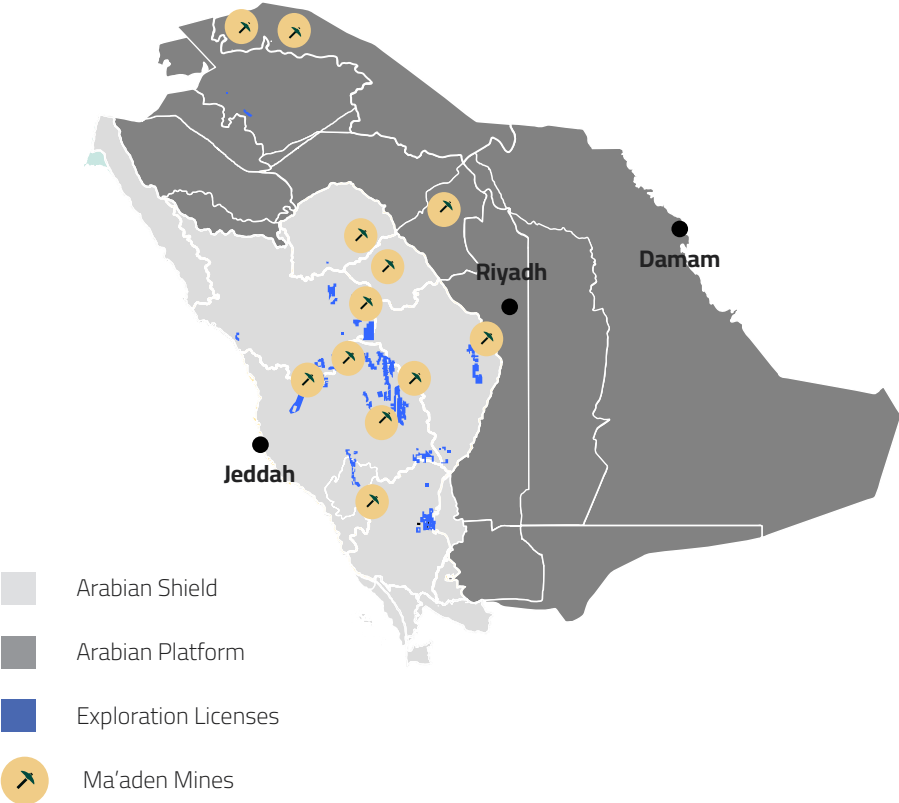 Damam
Riyadh
Jeddah
Arabian Shield
Arabian Platform
Exploration Licenses
Ma'aden Mines